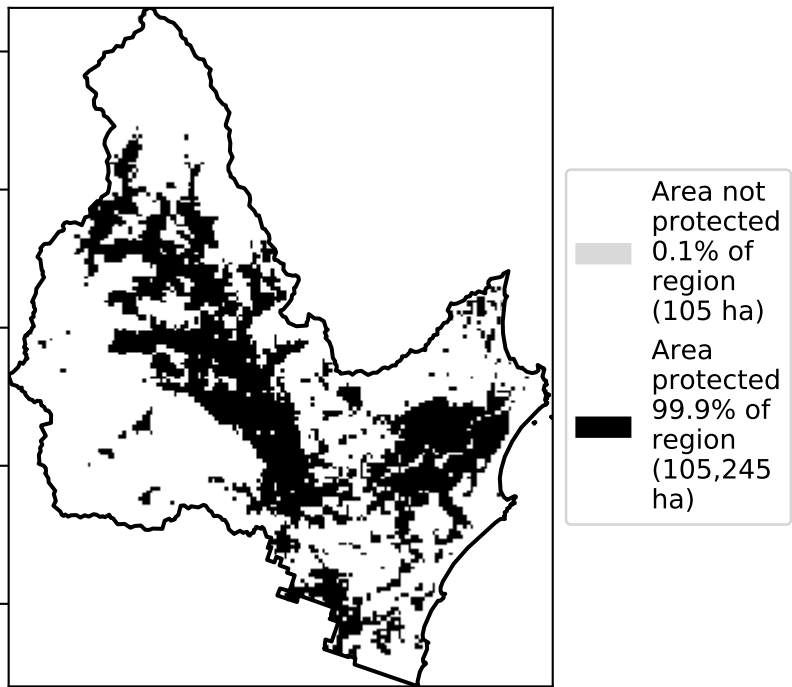 Area not
protected
0.1% of
region
(105 ha)
Area
protected
99.9% of
region
(105,245
ha)